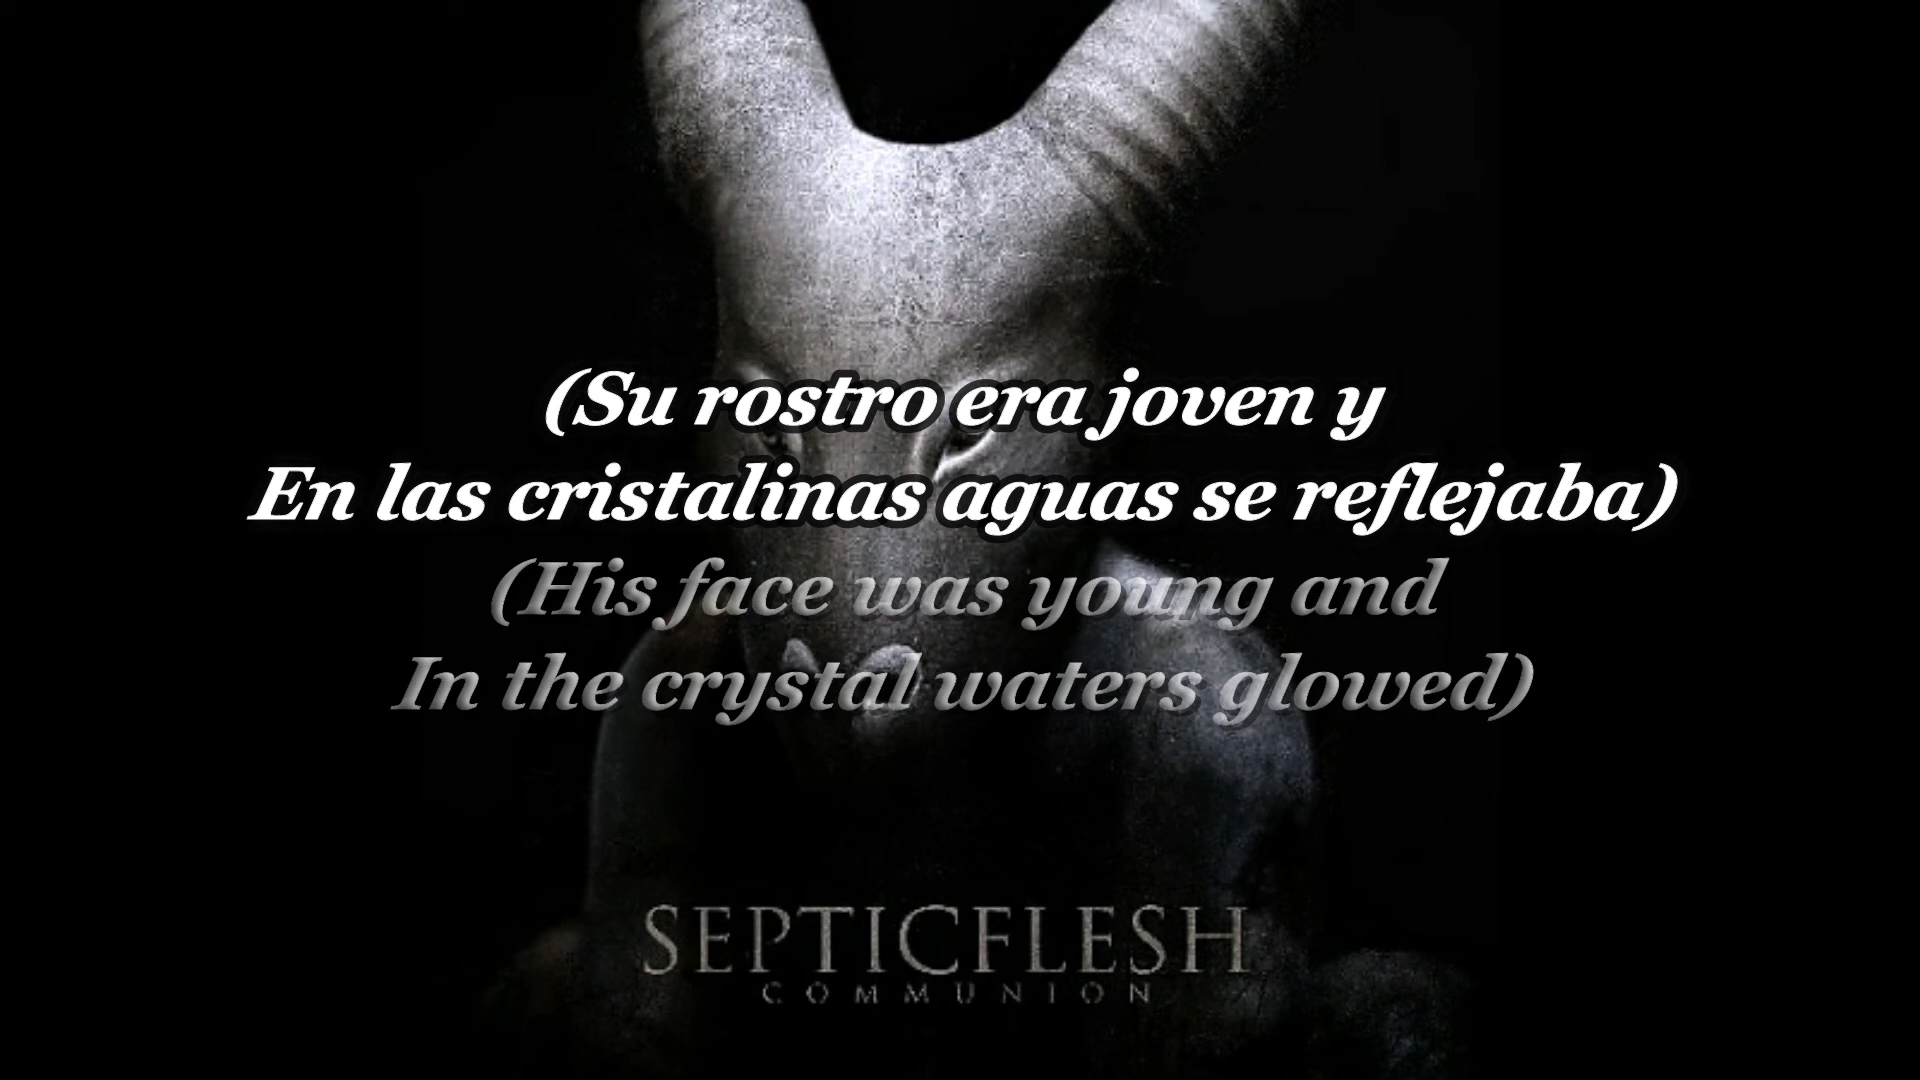 (Su rostro era joven y
En las cristalinas aguas se reflejaba)
(His face was young and
In the crystal waters glowed)
SEPTICFLESH
COMMUNION